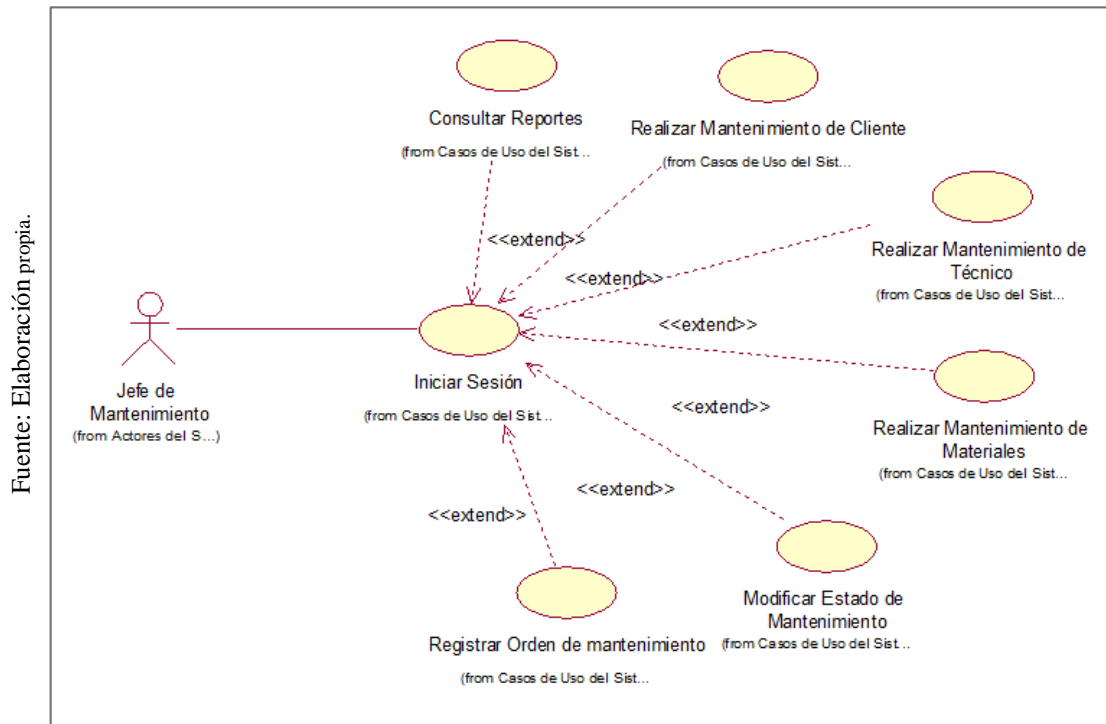 Fuente: Elaboración propia.
Consultar Reportes
(from Casos de Uso del Sist...
Realizar Mantenimiento de Cliente
(from Casos de Uso del Sist...
Realizar Mantenimiento de
Técnico
(from Casos de Uso del Sist...
<<extend>>
<<extend>>
<<extend>>
Jefe de
Mantenimiento
(from Actores del S...)
Iniciar Sesión
(from Casos de Uso del Sist...
<<extend>>
Realizar Mantenimiento de
Materiales
(from Casos de Uso del Sist...
<<extend>>
<<extend>>
Modificar Estado de
Mantenimiento
(from Casos de Uso del Sist...
Registrar Orden de mantenimiento
(from Casos de Uso del Sist...